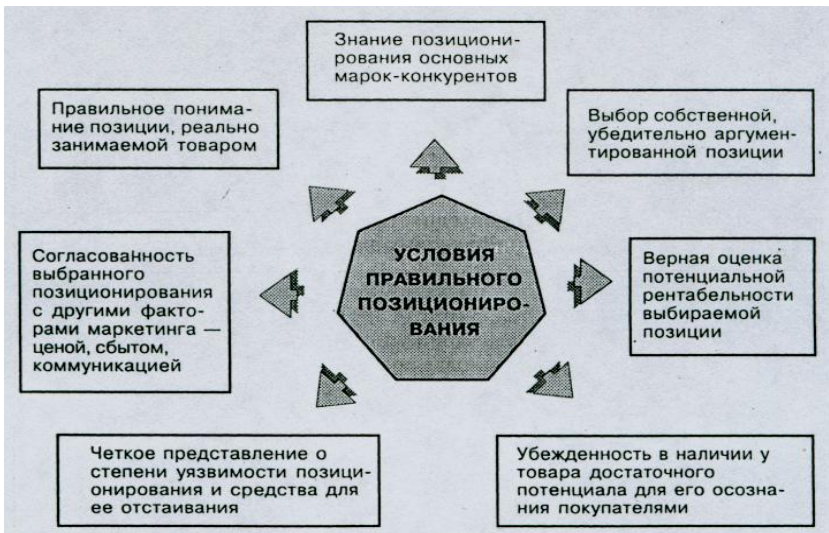 Знание позициони-
рования основных
марок-конкурентов
Правильное понима-
ние позиции, реально
занимаемой товаром
Выбор собственной,
убедительно аргумен-
тированной позиции
Согласованность
выбранного
позиционирования
с другими факто-
рами маркетинга —
ценой, сбытом,
коммуникацией
УСЛОВИЯ
ПРАВИЛЬНОГО
ПОЗИЦИОНИРО-
ВАНИЯ
Верная оценка
потенциальной
рентабельности
выбираемой
позиции
Четкое представление о
степени уязвимости позици-
онирования и средства для
ее отстаивания
Убежденность в наличии у
товара достаточного
потенциала для его осозна-
ния покупателями